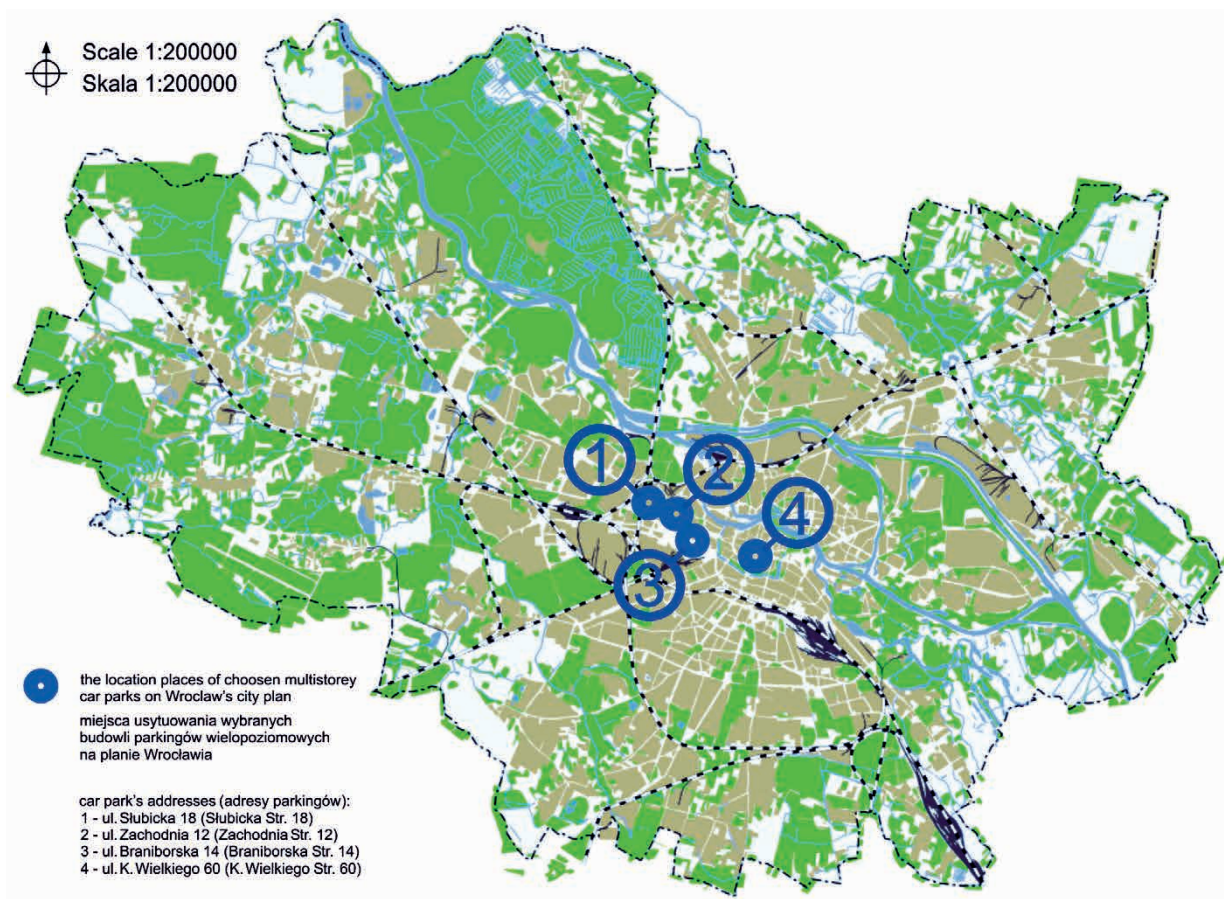 Scale 1:200000
Skala 1:200000
1
2
4
3
the location places of choosen multistorey
car parks on Wroclaw's city plan
miejsca usytuowania wybranych
budowli parkingów wielopoziomowych
na planie Wrocławia
car park's addresses (adresy parkingów):
1 - ul. Słubicka 18 (Słubicka Str. 18)
2 - ul. Zachodnia 12 (Zachodnia Str. 12)
3 - ul. Braniborska 14 (Braniborska Str. 14)
4 - ul. K. Wielkiego 60 (K. Wielkiego Str. 60)